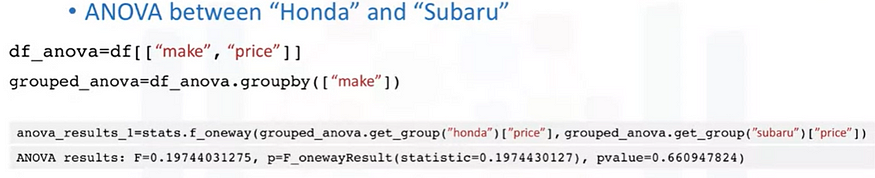 • ANOVA between “Honda” and “Subaru”
df_anova=df[[“make”, “price”]]
grouped_anova=df_anova.groupby([“make”])
anova_results_1=stats.f_oneway(grouped_anova.get_group(“honda”)[“price”],grouped_anova.get_group(“subaru”)[“price”])
ANOVA results: F=0.19744031275, p=F_onewayResult(statistic=0.1974430127), pvalue=0.660947824)